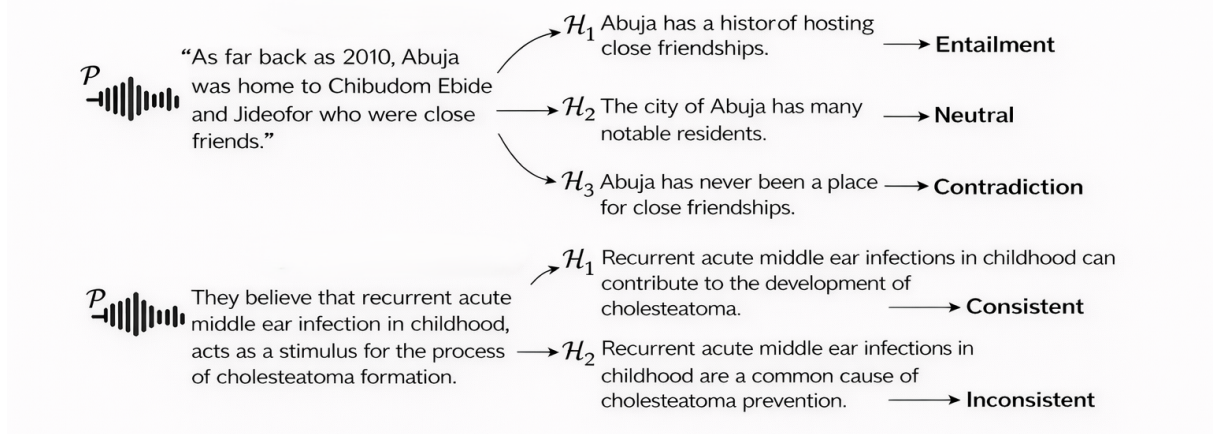 P
“As far back as 2010, Abuja
was home to Chibudom Ebide
and Jideofor who were close
friends.”
H1 Abuja has a historof hosting
close friendships.
Entailment
H2 The city of Abuja has many
notable residents.
Neutral
H3 Abuja has never been a place
for close friendships.
Contradiction
P
They believe that recurrent acute
middle ear infection in childhood,
acts as a stimulus for the process
of cholesteatoma formation.
H1 Recurrent acute middle ear infections in childhood can
contribute to the development of
cholesteatoma.
Consistent
H2 Recurrent acute middle ear infections in
childhood are a common cause of
cholesteatoma prevention.
Inconsistent